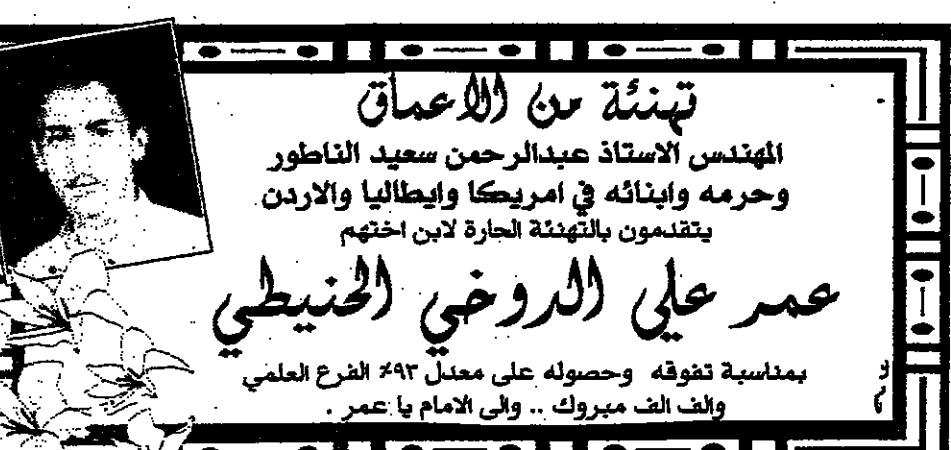 تهنئة من الاعماق
المهندس الاستاذ عبدالرحمن سعيد الناطور
وحرمه وابنائه في امريكا وايطاليا والاردن
يتقدمون بالتهنئة الحارة لابن اختهم
عمر علي الدوخي الحنيطي
بمناسبة تفوقه وحصوله على معدل ٩٣٪ الفرع العلمي
والف الف مبروك .. والى الامام يا عمر .